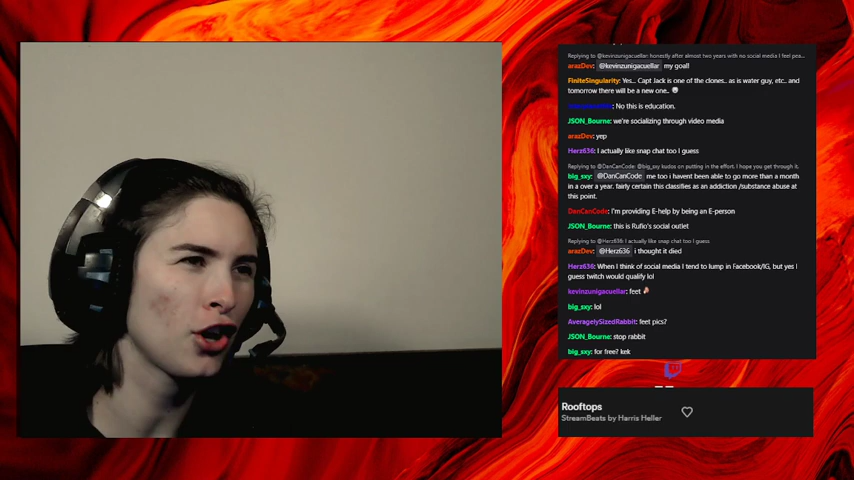 Replying to @kevinzunigacuellar: honestly after almost two years with no social media I feel pea...
arazDev: @kevinzunigacuellar my goal!
FiniteSingularity: Yes... Capt Jack is one of the clones.. as is water guy, etc.. and
tomorrow there will be a new one..
: No this is education.
JSON_Bourne: we're socializing through video media
arazDev: yep
Herz636: I actually like snap chat too I guess
Replying to @DanCanCode: @big_sxy kudos on putting in the effort. I hope you get through it.
big_sxy: @DanCanCode me too i havent been able to go more than a month
in a over a year. fairly certain this classifies as an addiction /substance abuse at
this point.
DanCanCode: I'm providing E-help by being an E-person
JSON_Bourne: this is Rufio's social outlet
Replying to @Herz636: I actually like snap chat too I guess
arazDev: @Herz636 i thought it died
Herz636: When I think of social media I tend to lump in Facebook/IG, but yes I
guess twitch would qualify lol
kevinzunigacuellar: feet
big_sxy: lol
AveragelySizedRabbit: feet pics?
JSON_Bourne: stop rabbit
big_sxy: for free? kek
Rooftops
StreamBeats by Harris Heller